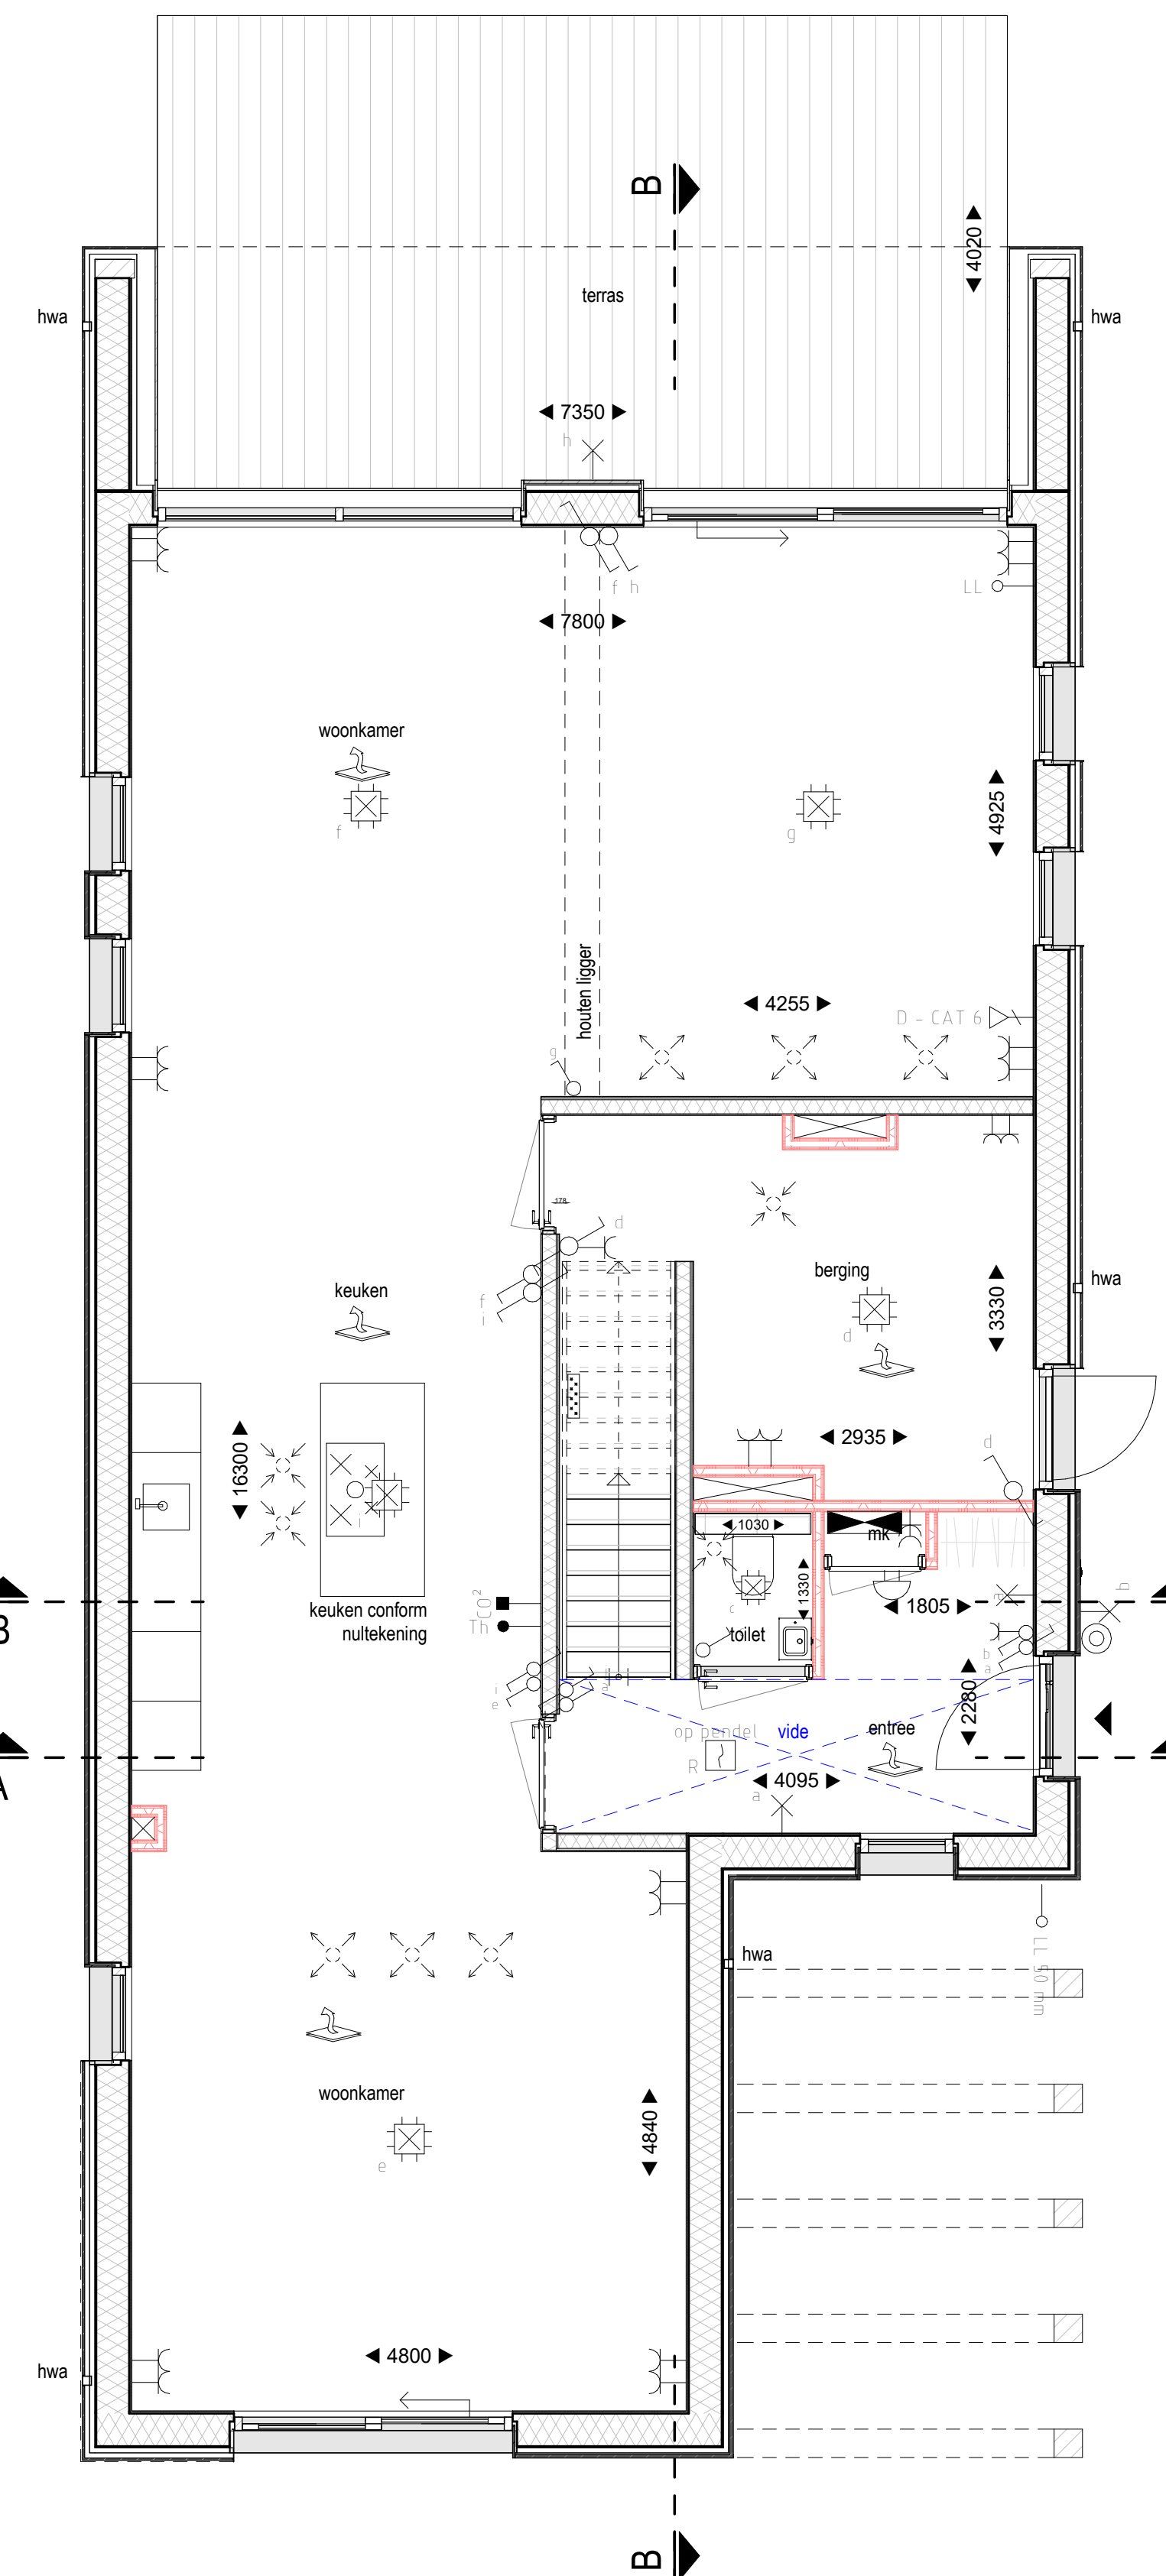 B
4020
terras
hwa
hwa
7350
h
f h
LL
7800
woonkamer
f
g
4925
houten ligger
4255
D - CAT 6
g
178
d
berging
hwa
keuken
f
i
d
3330
2935
d
16300
i
1030
mk
keuken conform
nultekening
CO²
Th
1330
c
toilet
1805
a
b
B
b
a
i
e
a
2280
op pendel
vide
entree
R
A
4095
a
hwa
LL 50 mm
woonkamer
e
4840
4800
hwa
B